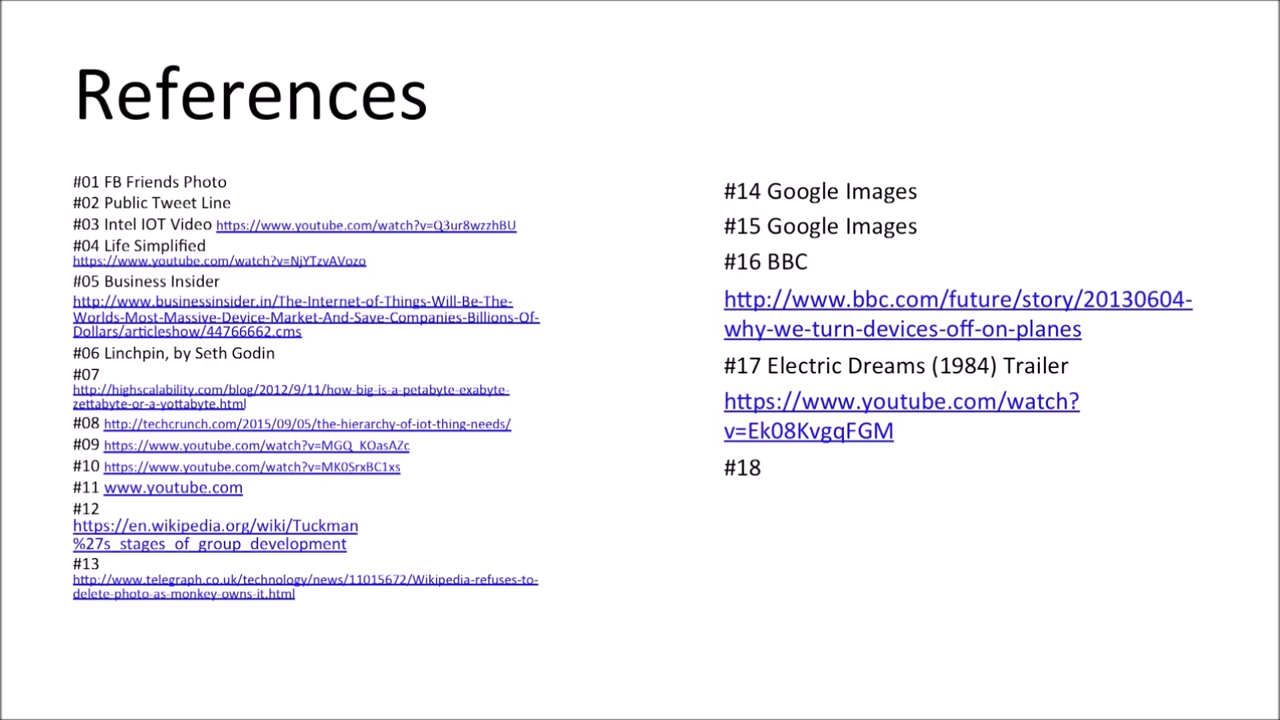 References
#01 FB Friends Photo
#02 Public Tweet Line
#03 Intel IOT Video https://www.youtube.com/watch?v=Q3ur8wzzhBU
#04 Life Simplified
https://www.youtube.com/watch?v=NjYTzvAVozo
#05 Business Insider
http://www.businessinsider.in/The-Internet-of-Things-Will-Be-The-
Worlds-Most-Massive-Device-Market-And-Save-Companies-Billions-Of-
Dollars/articleshow/44766662.cms
#06 Linchpin, by Seth Godin
#07
http://highscalability.com/blog/2012/9/11/how-big-is-a-petabyte-exabyte-
zettabyte-or-a-yottabyte.html
#08 http://techcrunch.com/2015/09/05/the-hierarchy-of-iot-thing-needs/
#09 https://www.youtube.com/watch?v=MGQ_KOasAZc
#10 https://www.youtube.com/watch?v=MK0SrxBC1xs
#11 www.youtube.com
#12
https://en.wikipedia.org/wiki/Tuckman
%27s_stages_of_group_development
#13
http://www.telegraph.co.uk/technology/news/11015672/Wikipedia-refuses-to-
delete-photo-as-monkey-owns-it.html
#14 Google Images
#15 Google Images
#16 BBC
http://www.bbc.com/future/story/20130604-
why-we-turn-devices-off-on-planes
#17 Electric Dreams (1984) Trailer
https://www.youtube.com/watch?
v=Ek08KvgqFGM
#18